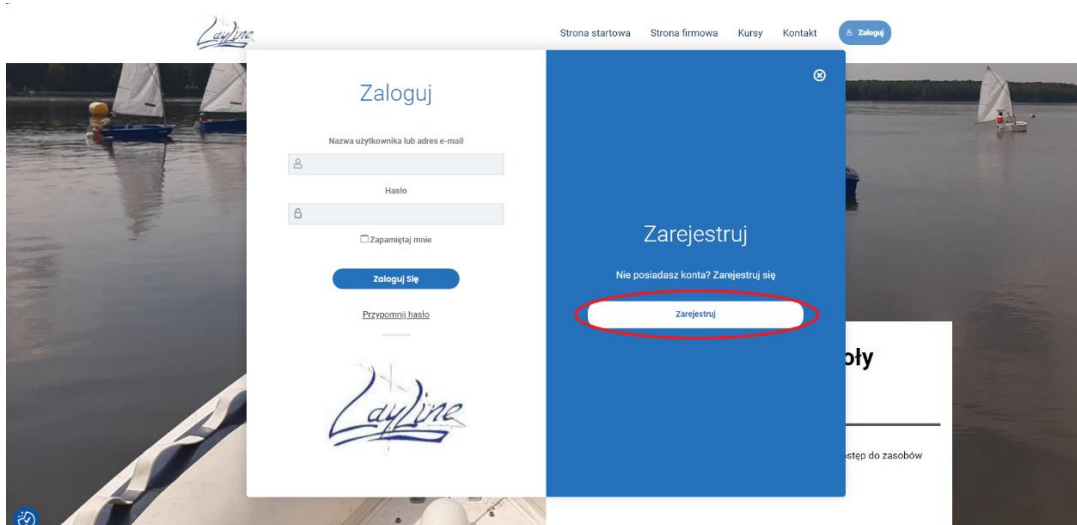 Layline
Strona startowa Strona firmowa Kursy Kontakt Zaloguj
Zaloguj
Nazwa użytkownika lub adres e-mail
Hasło
Zapamiętaj mnie
Zaloguj Się
Przypomnij hasło
LayLine
Zarejestruj
Nie posiadasz konta? Zarejestruj się
Zarejestruj
oły
stęp do zasobów